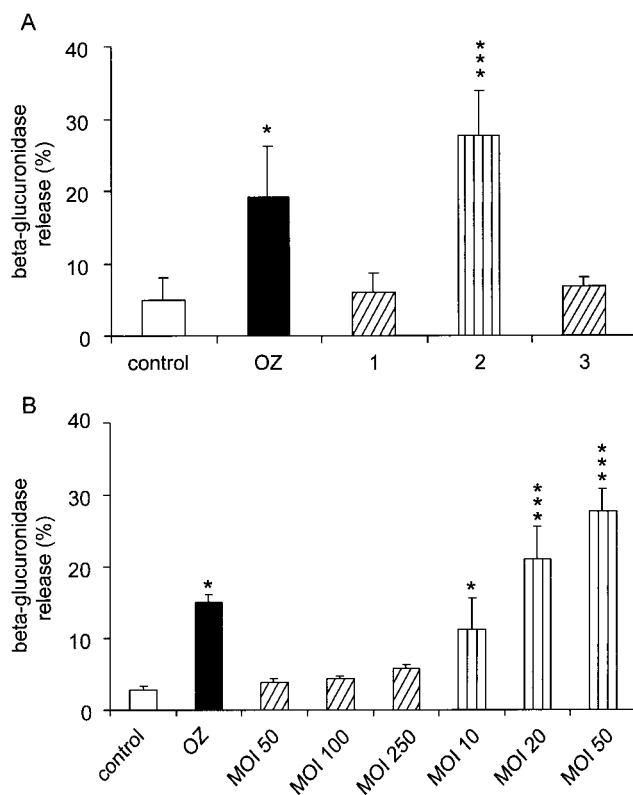 A
beta-glucuronidase
release (%)
40
30
20
10
0
*
***
control OZ 1 2 3
B
beta-glucuronidase
release (%)
40
30
20
10
0
*
*
***
***
control OZ MOI 50 MOI 100 MOI 250 MOI 10 MOI 20 MOI 50